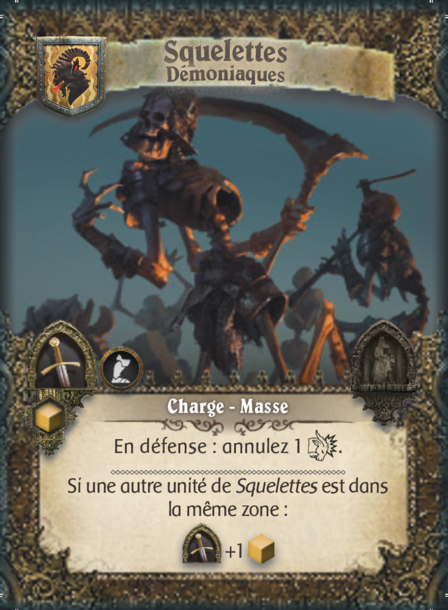 Squelettes
Démoniaques
Charge - Masse
En défense : annulez 1 .
Si une autre unité de Squelettes est dans
la même zone :
+1